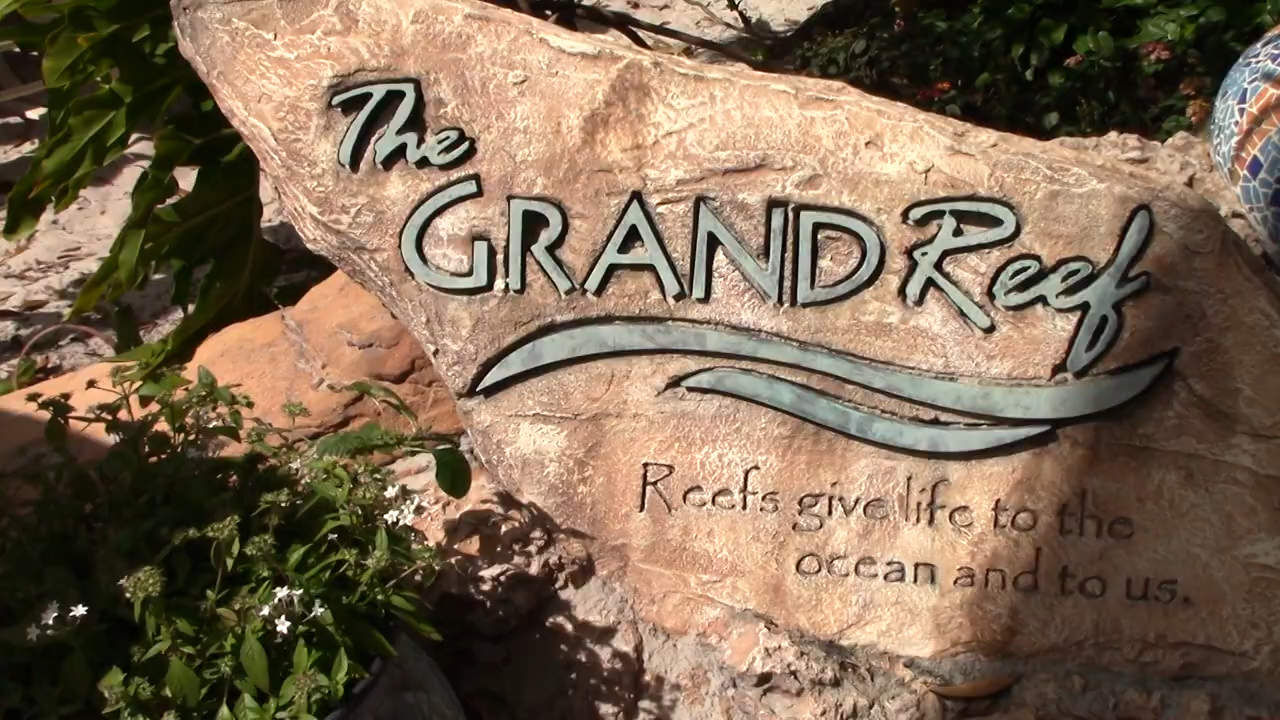 The
GRAND Reef
Reefs give life to the
ocean and to us.